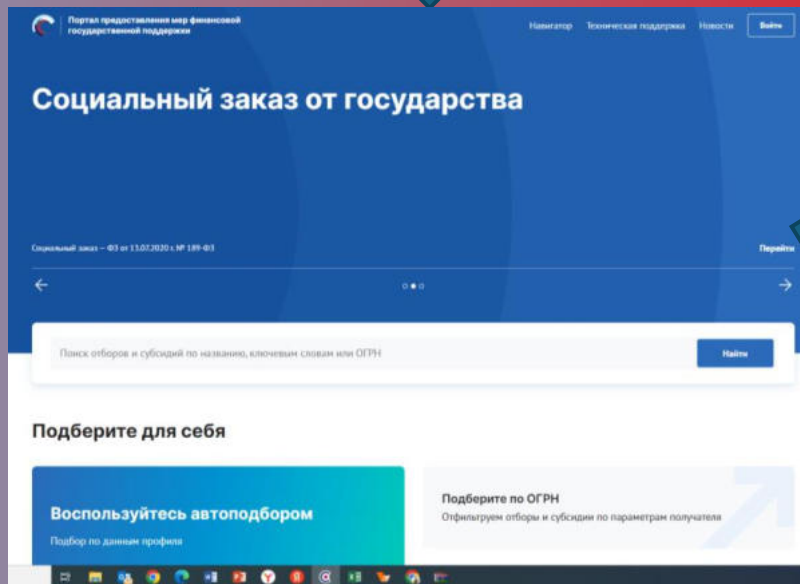 Портал предоставления мер финансовой
государственной поддержки
Навигатор Техническая поддержка Новости Войти
Социальный заказ от государства
Социальный заказ – ФЗ от 13.07.2020 г. № 189-ФЗ
Перейти
Поиск отборов и субсидий по названию, ключевым словам или ОГРН
Найти
Подберите для себя
Воспользуйтесь автоподбором
Подбор по данным профиля
Подберите по ОГРН
Отфильтруем отборы и субсидии по параметрам получателя